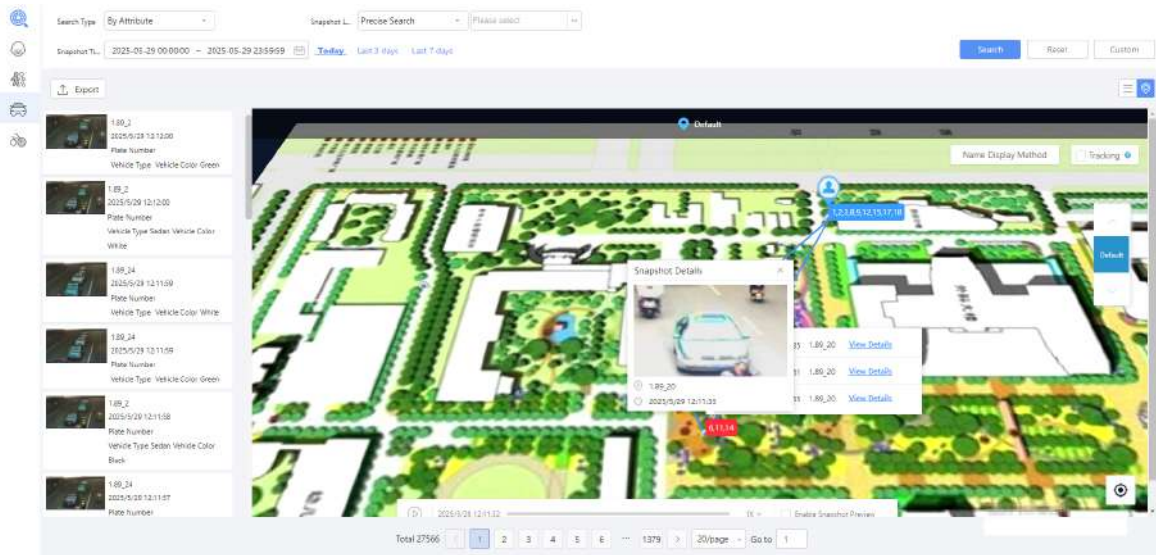 Search Type By Attribute Snapshot L... Precise Search Please select
Snapshot Ti... 2025-05-29 00:00:00 ~ 2025-05-29 23:59:59 Today Last 3 days Last 7 days Search Reset Custom
Export
Default
Name Display Method Tracking
1.89_2
2025/5/29 12:12:00
Plate Number
Vehicle Type Vehicle Color Green
1.89_2
2025/5/29 12:12:00
Plate Number
Vehicle Type Sedan Vehicle Color
White
1.89_24
2025/5/29 12:11:59
Plate Number
Vehicle Type Vehicle Color White
1.89_24
2025/5/29 12:11:59
Plate Number
Vehicle Type Vehicle Color Green
1.89_2
2025/5/29 12:11:58
Plate Number
Vehicle Type Sedan Vehicle Color
Black
1.89_24
2025/5/29 12:11:57
Plate Number
1,2,3,8,9,12,15,17,18
Default
Snapshot Details
1.89_20
2025/5/29 12:11:35
1.89_20 View Details
1.89_20 View Details
1.89_20 View Details
6,11,14
2025/5/29 12:11:32 1X Enable Snapshot Preview
Total 27566 1 2 3 4 5 6 ... 1379 20/page Go to 1